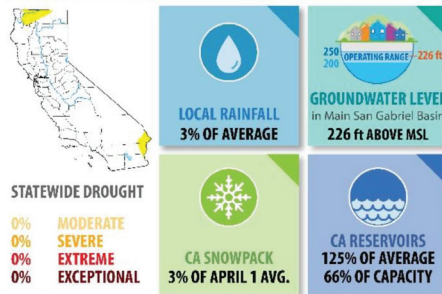 STATEWIDE DROUGHT
0% MODERATE
0% SEVERE
0% EXTREME
0% EXCEPTIONAL
LOCAL RAINFALL
3% OF AVERAGE
250
200
OPERATING RANGE
226 ft
GROUNDWATER LEVEL
in Main San Gabriel Basin
226 ft ABOVE MSL
CA SNOWPACK
3% OF APRIL 1 AVG.
CA RESERVOIRS
125% OF AVERAGE
66% OF CAPACITY